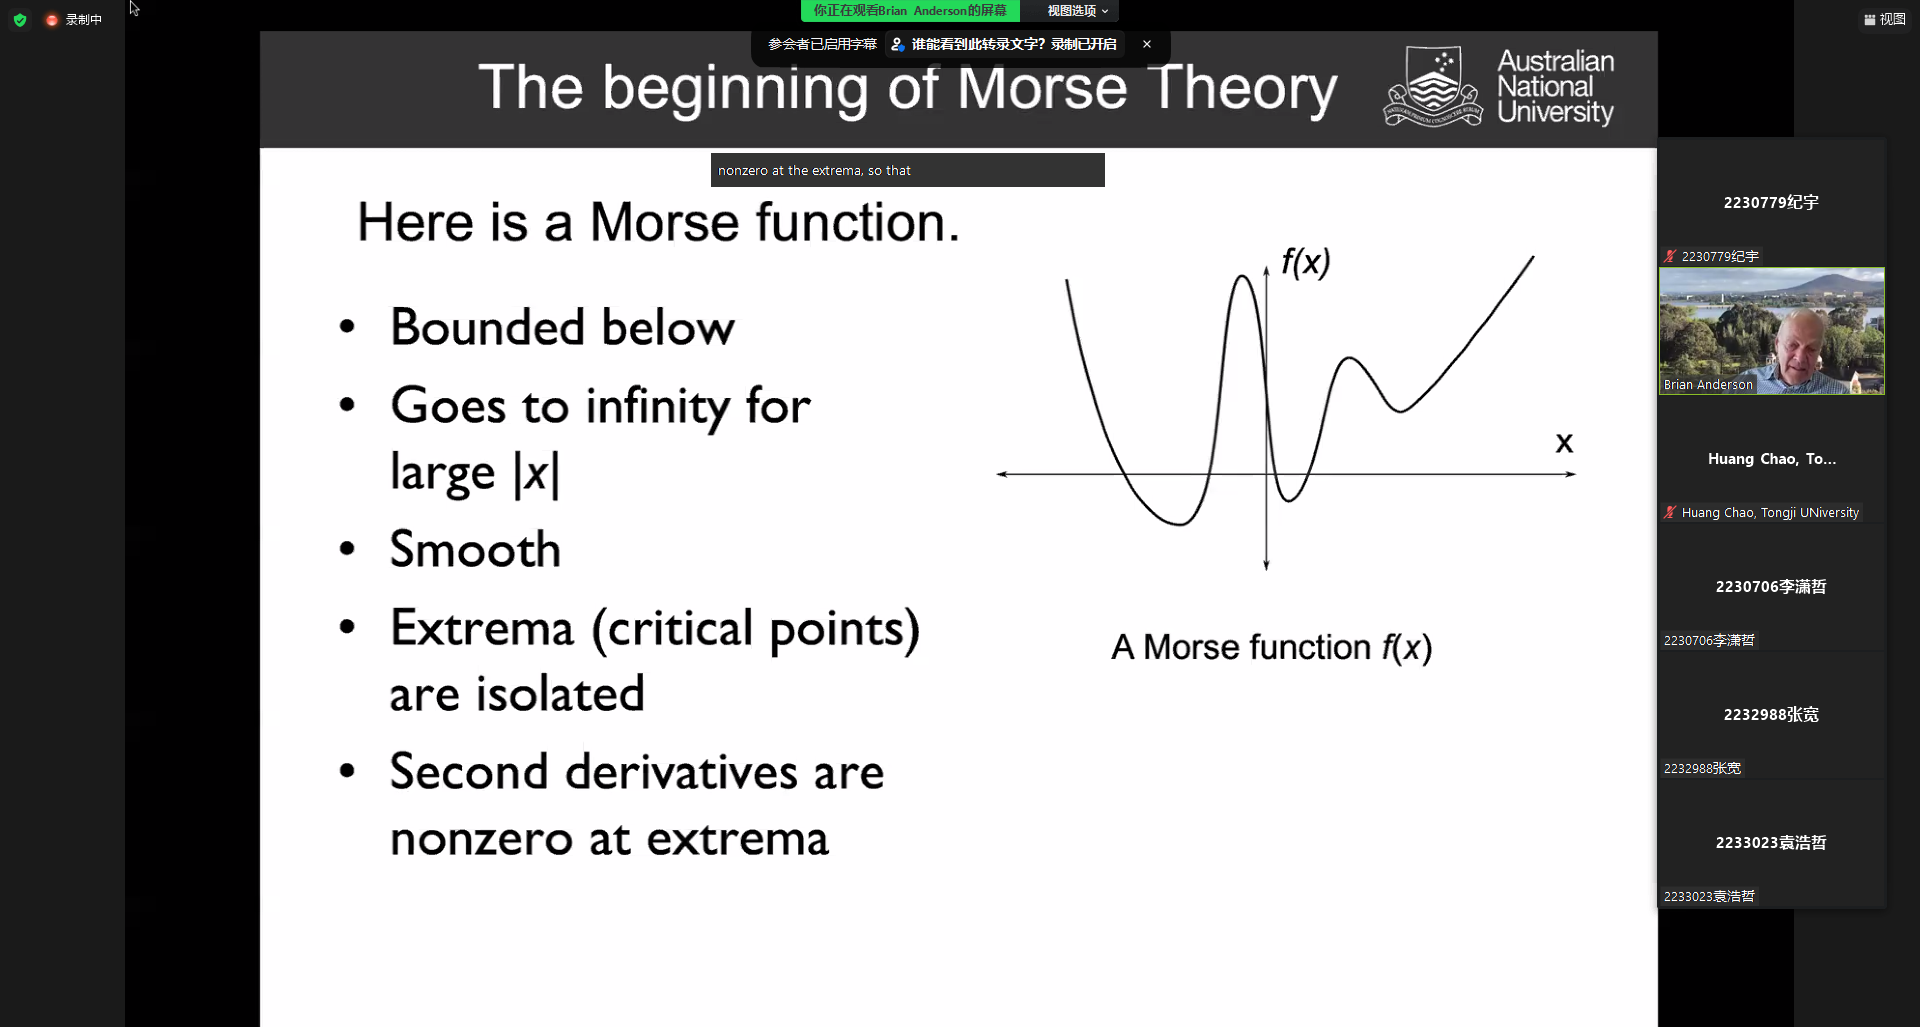 录制中
你正在观看Brian Anderson的屏幕
视图选项
视图
参会者已启用字幕
谁能看到此转录文字？录制已开启
The beginning of Morse Theory
Australian
National
University
nonzero at the extrema, so that
Here is a Morse function.
• Bounded below
• Goes to infinity for
large |x|
• Smooth
• Extrema (critical points)
are isolated
• Second derivatives are
nonzero at extrema
f(x)
x
A Morse function f(x)
2230779纪宇
2230779纪宇
Brian Anderson
Huang Chao, To...
Huang Chao, Tongji UNiversity
2230706李潇哲
2230706李潇哲
2232988张宽
2232988张宽
2233023袁浩哲
2233023袁浩哲